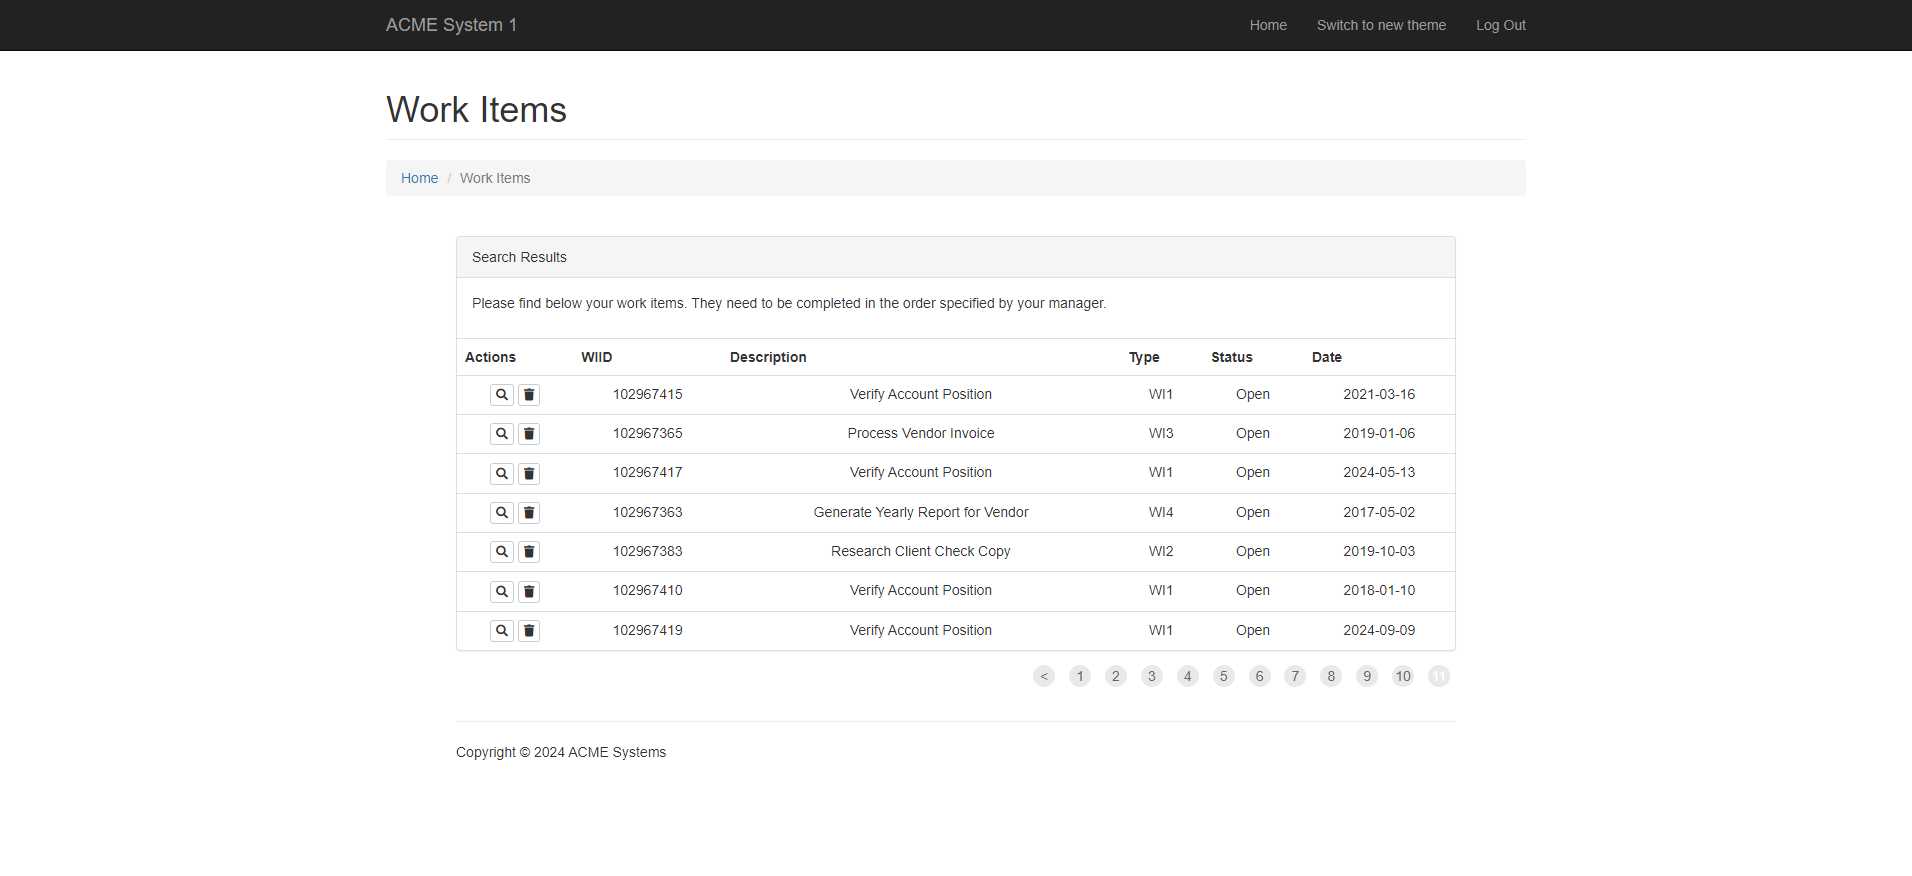 ACME System 1 Home Switch to new theme Log Out
Work Items
Home / Work Items
Search Results
Please find below your work items. They need to be completed in the order specified by your manager.
Actions WIID Description Type Status Date
102967415 Verify Account Position WI1 Open 2021-03-16
102967365 Process Vendor Invoice WI3 Open 2019-01-06
102967417 Verify Account Position WI1 Open 2024-05-13
102967363 Generate Yearly Report for Vendor WI4 Open 2017-05-02
102967383 Research Client Check Copy WI2 Open 2019-10-03
102967410 Verify Account Position WI1 Open 2018-01-10
102967419 Verify Account Position WI1 Open 2024-09-09
< 1 2 3 4 5 6 7 8 9 10 11
Copyright © 2024 ACME Systems